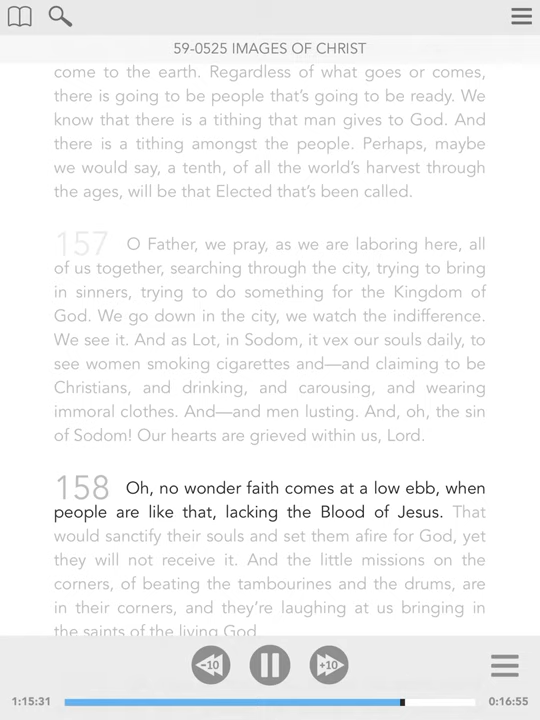 59-0525 IMAGES OF CHRIST
come to the earth. Regardless of what goes or comes,
there is going to be people that's going to be ready. We
know that there is a tithing that man gives to God. And
there is a tithing amongst the people. Perhaps, maybe
we would say, a tenth, of all the world's harvest through
the ages, will be that Elected that's been called.
157 O Father, we pray, as we are laboring here, all
of us together, searching through the city, trying to bring
in sinners, trying to do something for the Kingdom of
God. We go down in the city, we watch the indifference.
We see it. And as Lot, in Sodom, it vex our souls daily, to
see women smoking cigarettes and—and claiming to be
Christians, and drinking, and carousing, and wearing
immoral clothes. And—and men lusting. And, oh, the sin
of Sodom! Our hearts are grieved within us, Lord.
158 Oh, no wonder faith comes at a low ebb, when
people are like that, lacking the Blood of Jesus. That
would sanctify their souls and set them afire for God, yet
they will not receive it. And the little missions on the
corners, of beating the tambourines and the drums, are
in their corners, and they're laughing at us bringing in
the saints of the living God.
-10 +10
1:15:31 0:16:55